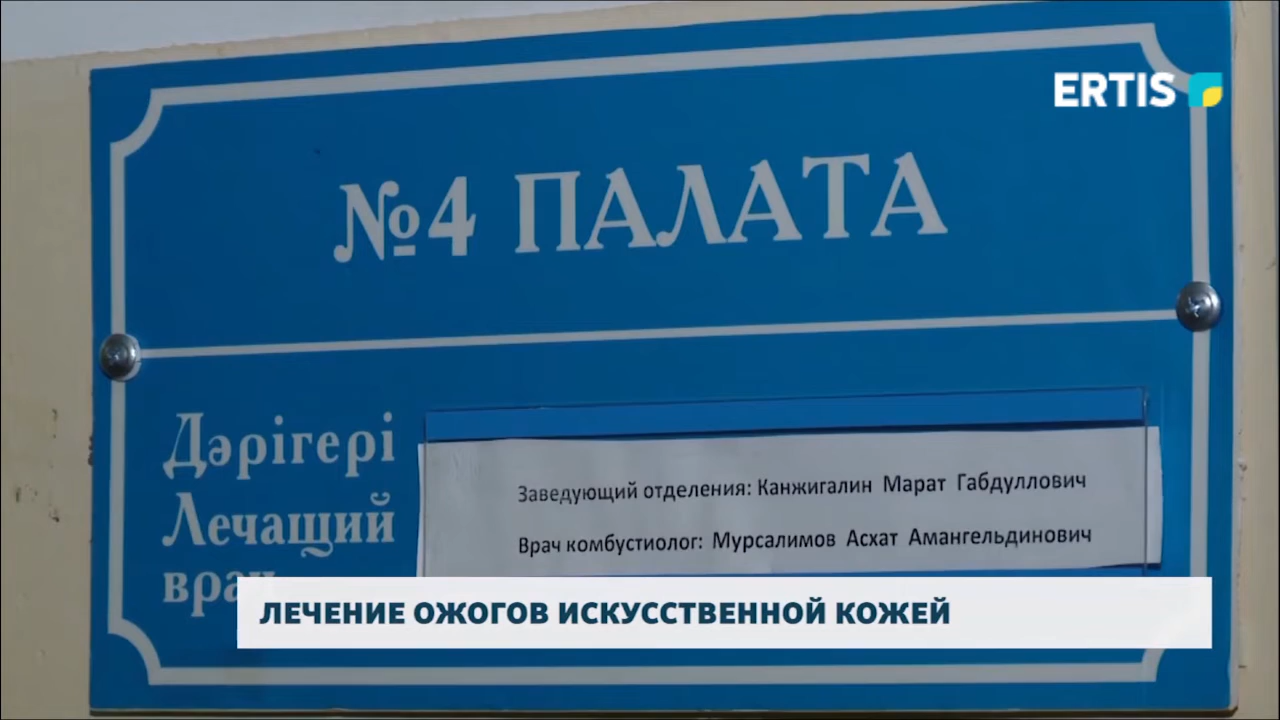 ERTIS
№4 ПАЛАТА
Дәрігері
Лечащий
Заведующий отделения: Канжигалин Марат Габдуллович
Врач комбустиолог: Мурсалимов Асхат Амангельдинович
ЛЕЧЕНИЕ ОЖОГОВ ИСКУССТВЕННОЙ КОЖЕЙ